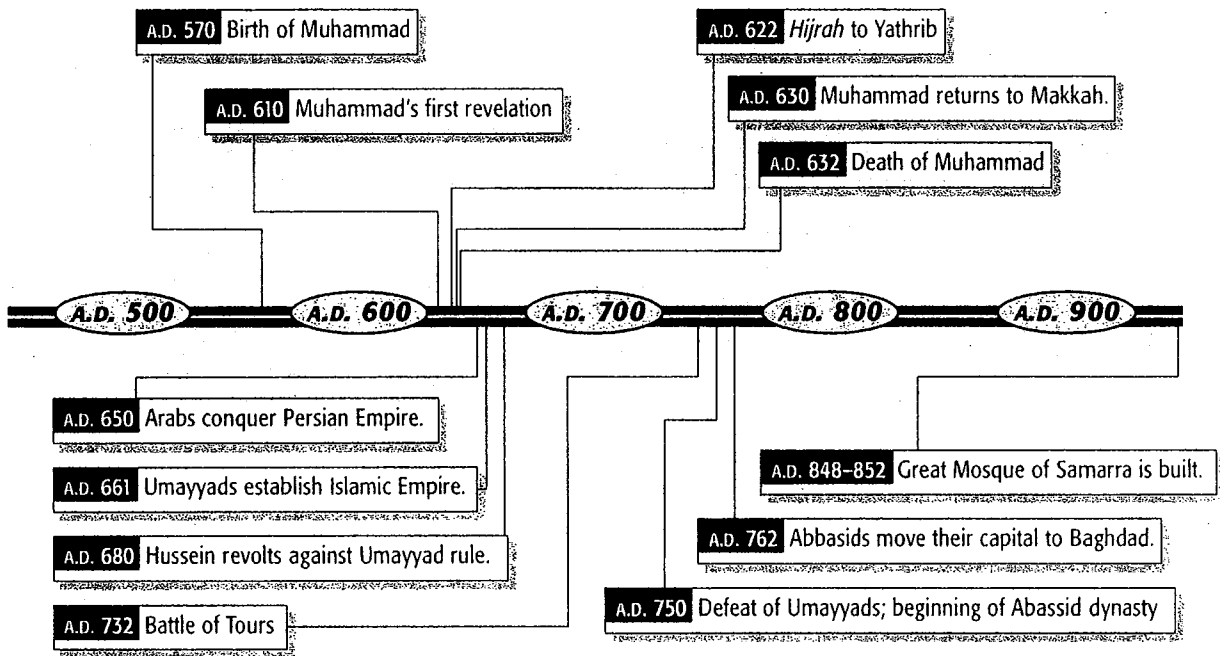 A.D. 570 Birth of Muhammad
A.D. 622 Hijrah to Yathrib
A.D. 610 Muhammad's first revelation
A.D. 630 Muhammad returns to Makkah.
A.D. 632 Death of Muhammad
A.D. 500
A.D. 600
A.D. 700
A.D. 800
A.D. 900
A.D. 650 Arabs conquer Persian Empire.
A.D. 661 Umayyads establish Islamic Empire.
A.D. 680 Hussein revolts against Umayyad rule.
A.D. 732 Battle of Tours
A.D. 848–852 Great Mosque of Samarra is built.
A.D. 762 Abbasids move their capital to Baghdad.
A.D. 750 Defeat of Umayyads; beginning of Abassid dynasty